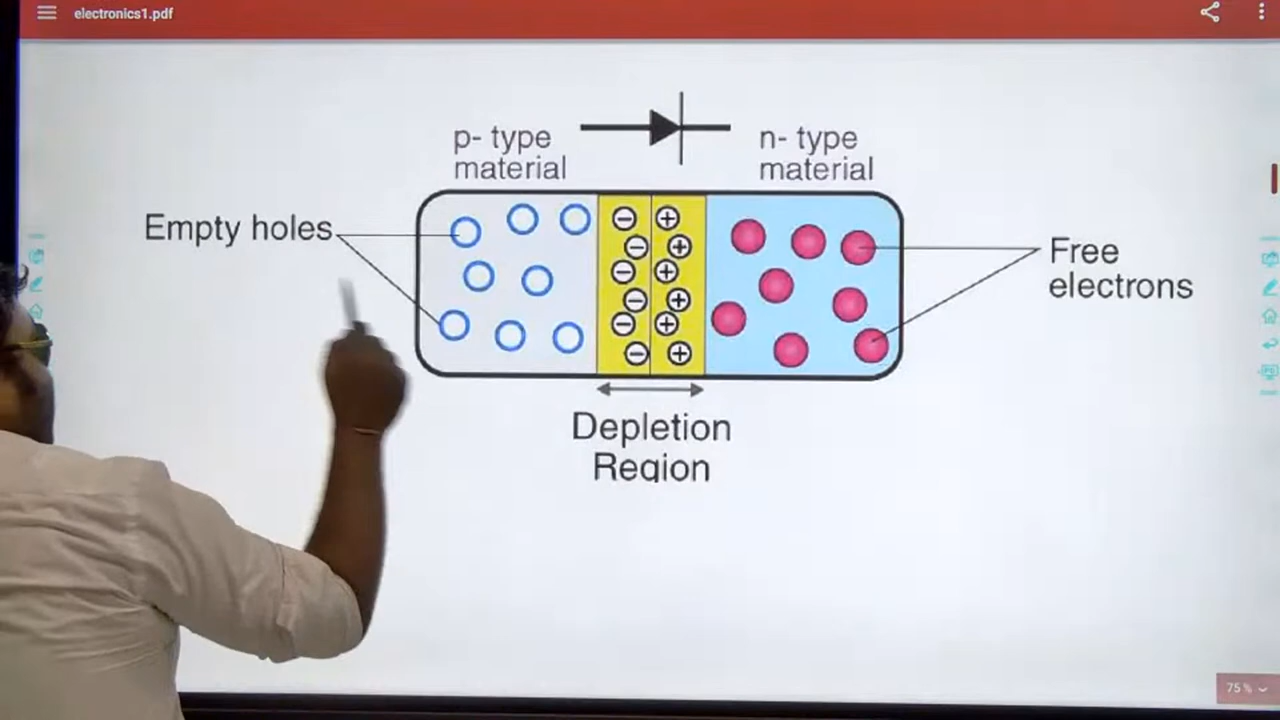 electronics1.pdf
p- type
material
n- type
material
Empty holes
Free
electrons
Depletion
Region
75%